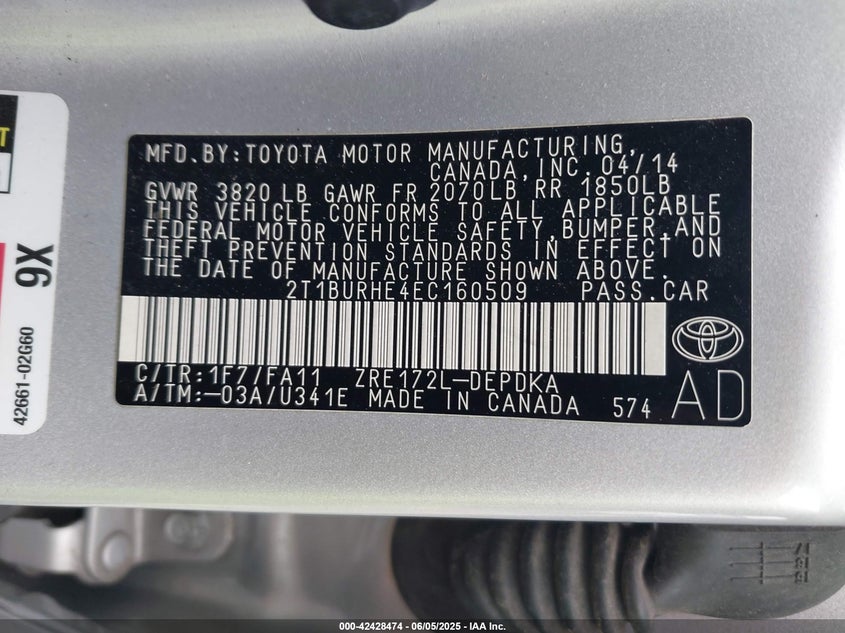 MFD.BY:TOYOTA MOTOR MANUFACTURING,
CANADA,INC. 04/14
GVWR 3820 LB GAWR FR 2070LB RR 1850LB
THIS VEHICLE CONFORMS TO ALL APPLICABLE
FEDERAL MOTOR VEHICLE SAFETY,BUMPER,AND
THEFT PREVENTION STANDARDS IN EFFECT ON
THE DATE OF MANUFACTURE SHOWN ABOVE.
2T1BURHE4EC160509 PASS.CAR
C/TR:1F7/FA11 ZRE172L-DEPDKA
A/TM:-03A/U341E MADE IN CANADA 574 AD
9X
42661-02G60
000-42428474 | 06/05/2025 - IAA Inc.